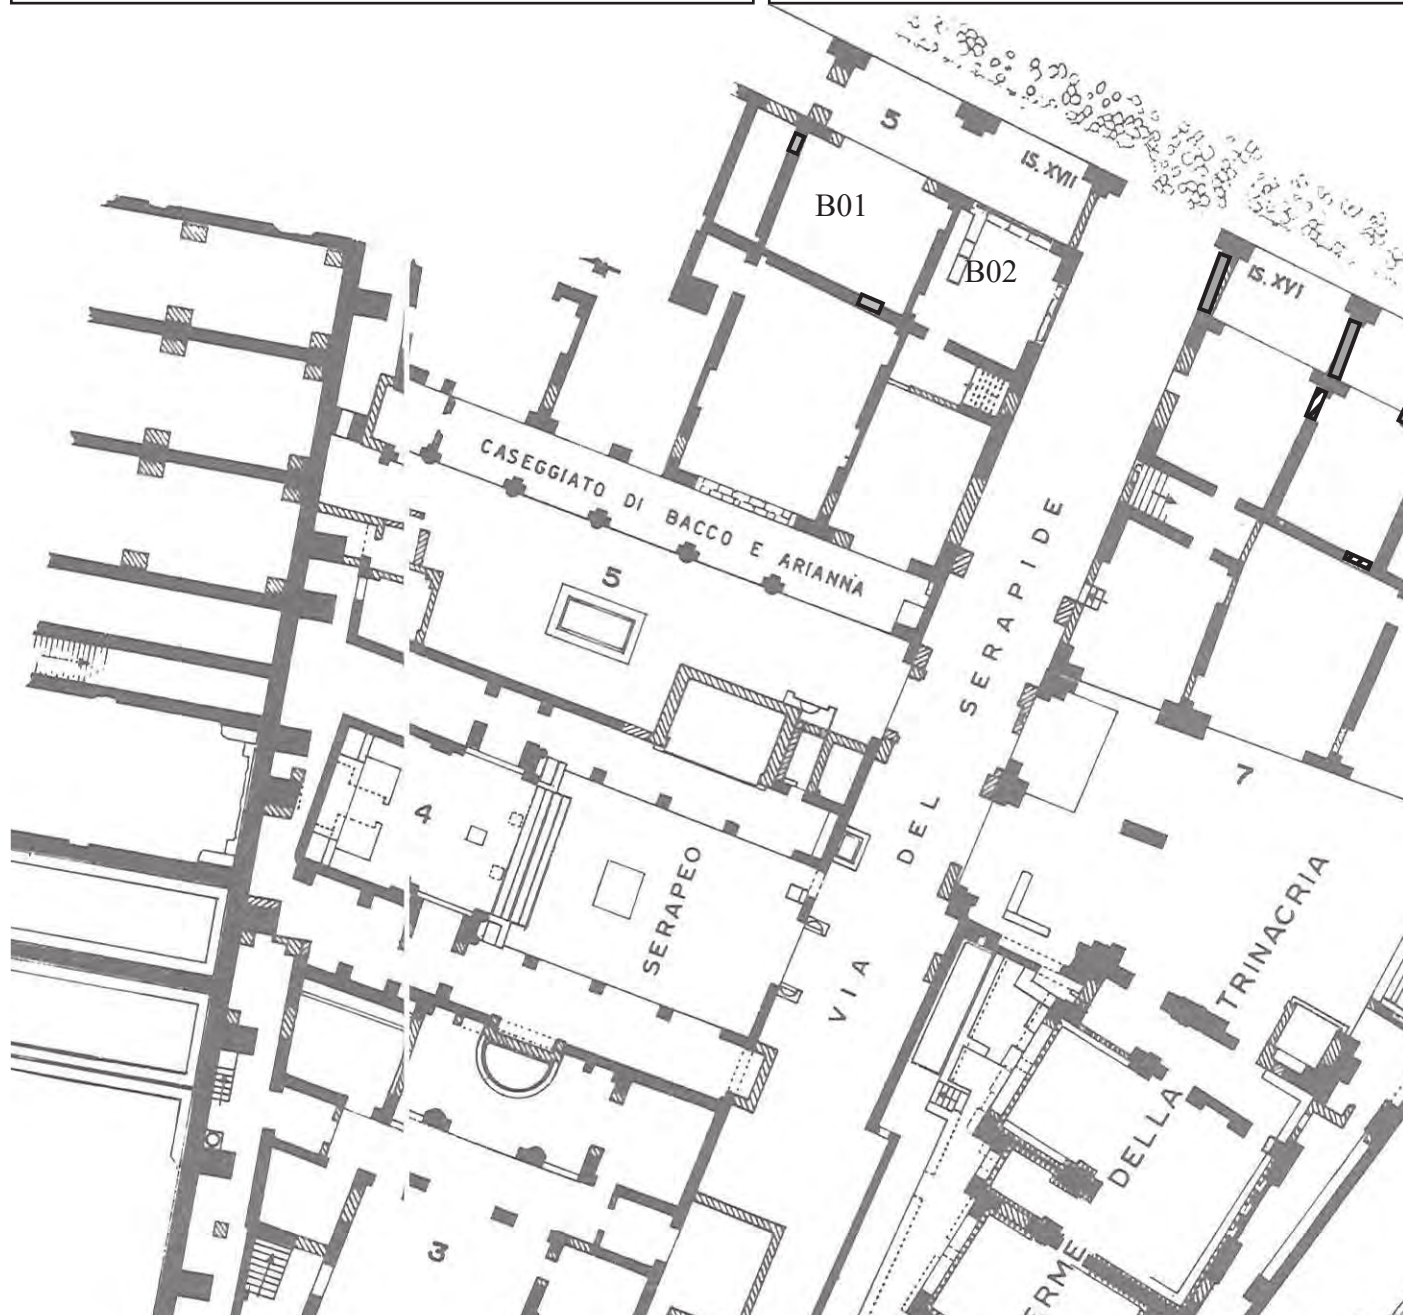 5
IS. XVII
B01
B02
IS. XVI
CASEGGIATO DI BACCO E ARIANNA
5
VIA DEL SERAPIDE
7
4
SERAPEO
TERME DELLA TRINACRIA
3